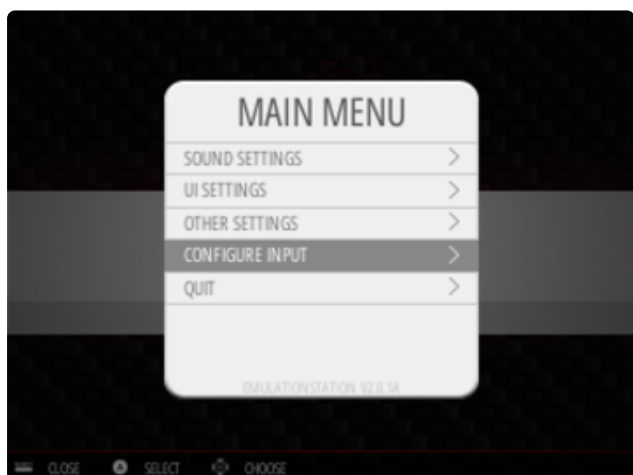 MAIN MENU
SOUND SETTINGS
UI SETTINGS
OTHER SETTINGS
CONFIGURE INPUT
QUIT
EMULATIONSTATION V2.0.1A
CLOSE SELECT CHOOSE